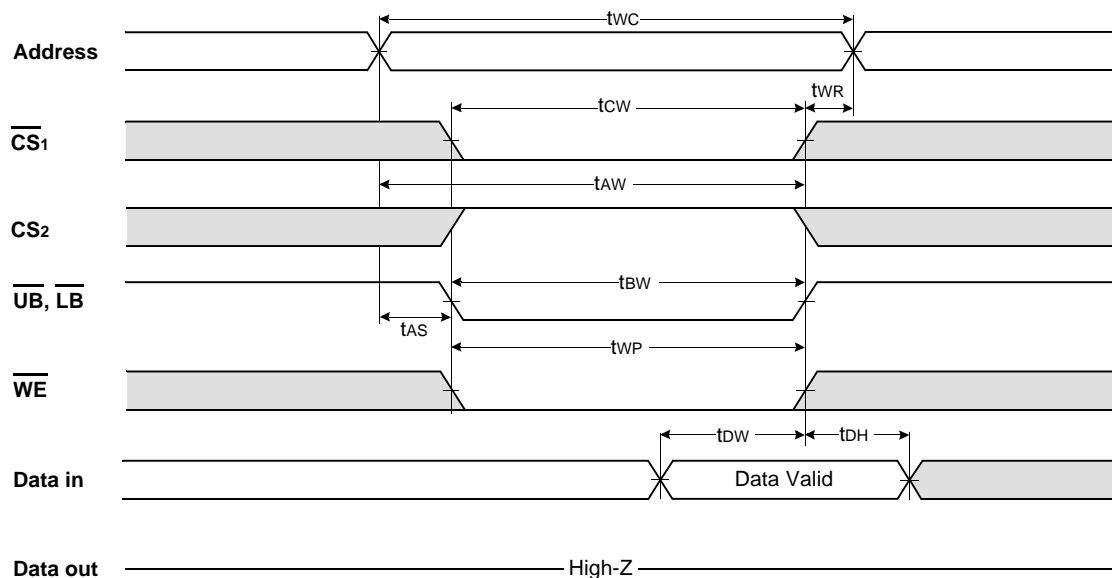 tWC
Address
tWR
tCW
CS1
tAW
CS2
tBW
UB, LB
tAS
tWP
WE
tDW
tDH
Data in
Data Valid
Data out
High-Z